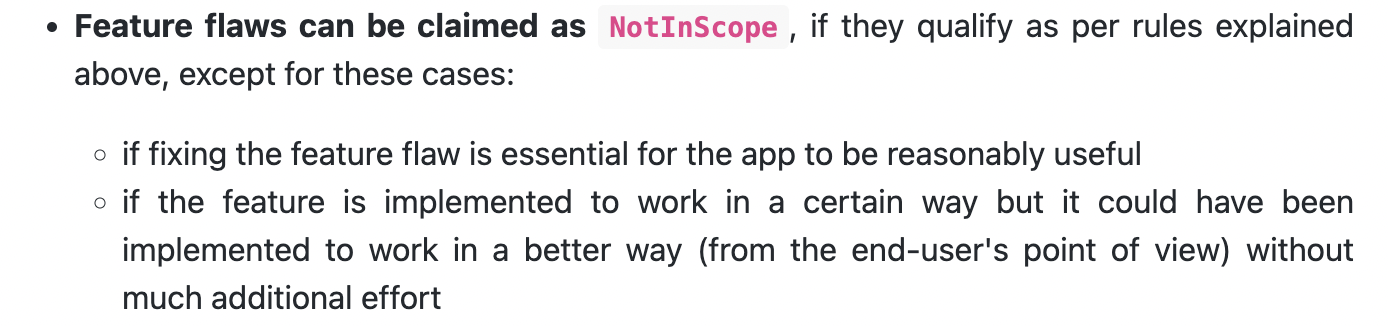 • Feature flaws can be claimed as NotInScope, if they qualify as per rules explained
above, except for these cases:
◦ if fixing the feature flaw is essential for the app to be reasonably useful
◦ if the feature is implemented to work in a certain way but it could have been
implemented to work in a better way (from the end-user's point of view) without
much additional effort